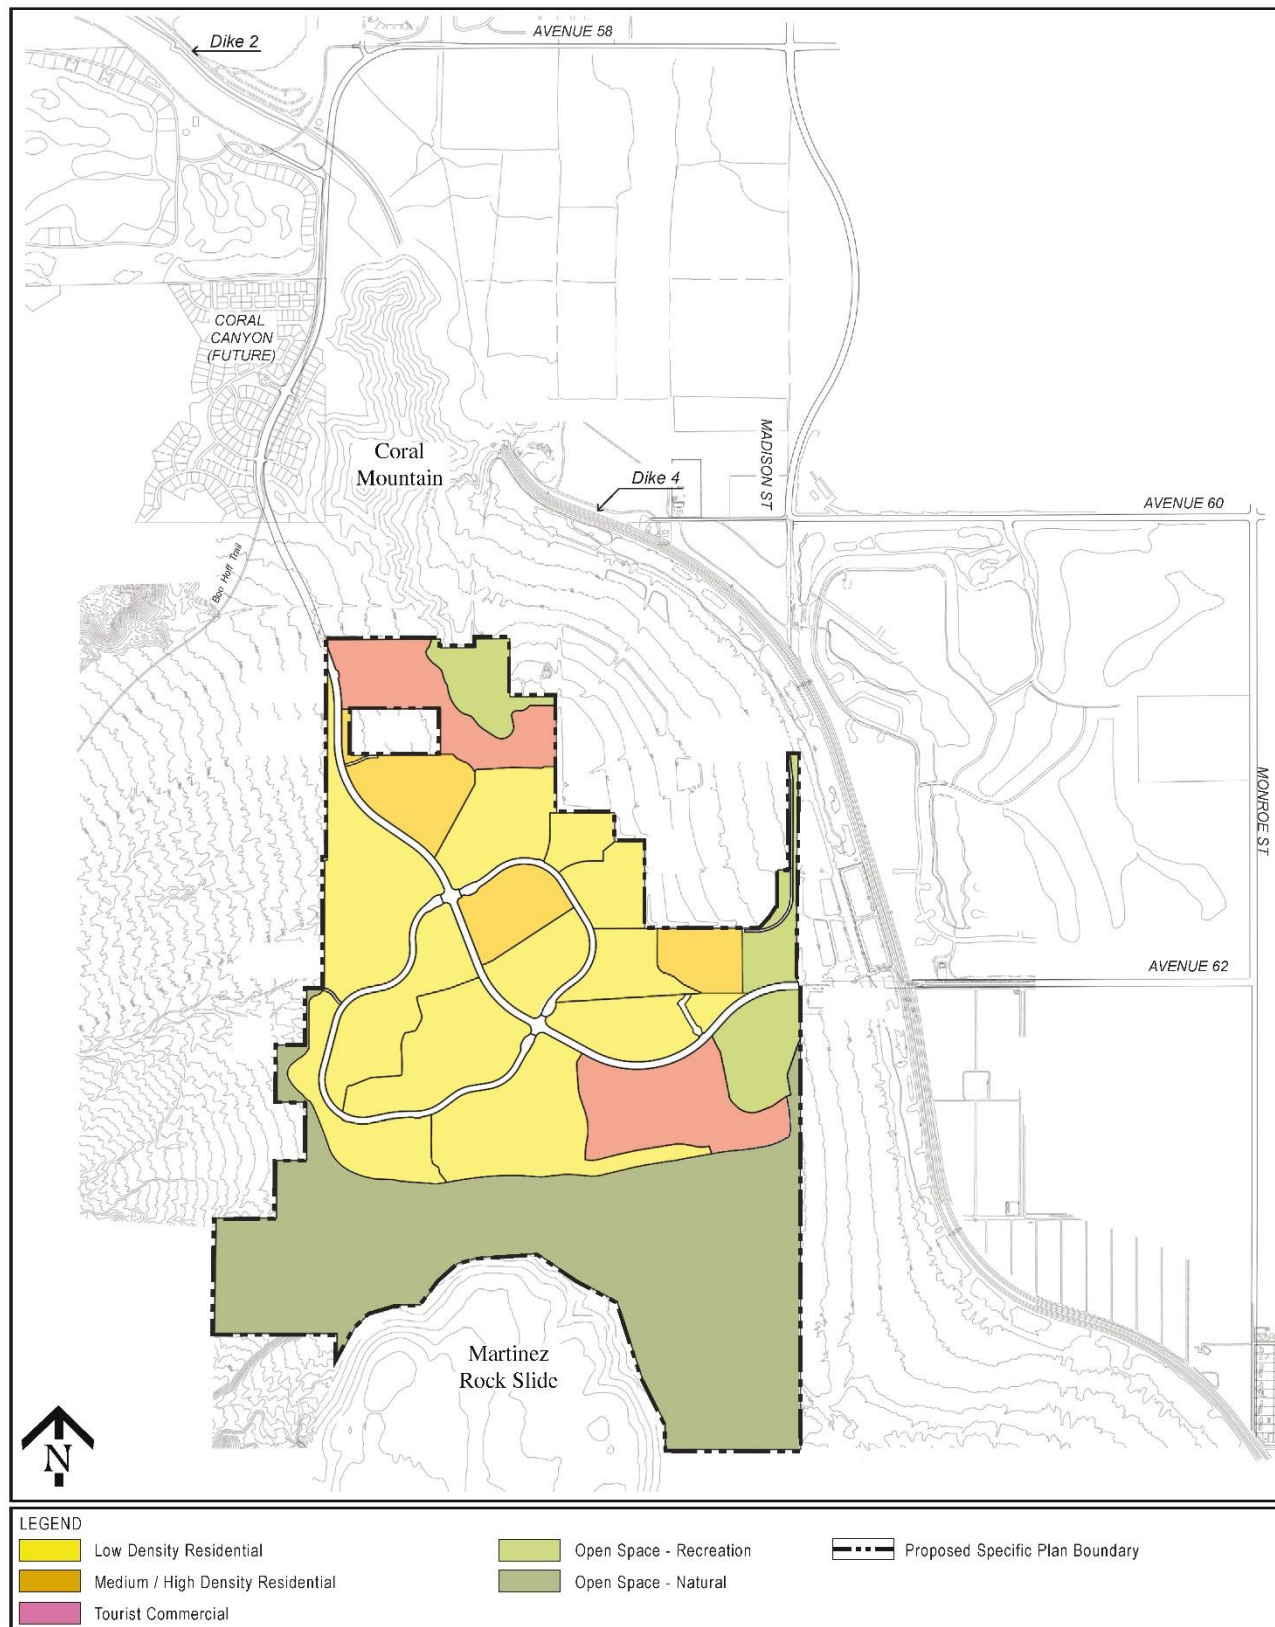 AVENUE 58
Dike 2
CORAL
CANYON
(FUTURE)
Coral
Mountain
MADISON ST
Dike 4
AVENUE 60
Boo Hoff Trail
MONROE ST
AVENUE 62
Martinez
Rock Slide
N
LEGEND
Low Density Residential
Medium / High Density Residential
Tourist Commercial
Open Space - Recreation
Open Space - Natural
Proposed Specific Plan Boundary